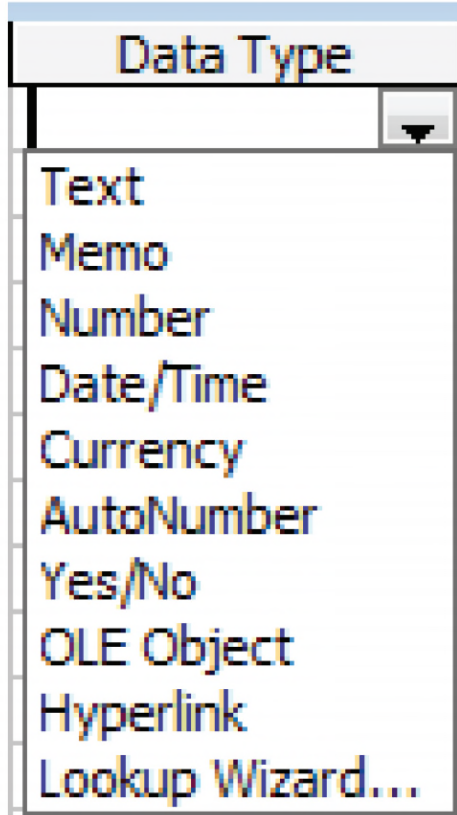 Data Type
Text
Memo
Number
Date/Time
Currency
AutoNumber
Yes/No
OLE Object
Hyperlink
Lookup Wizard...